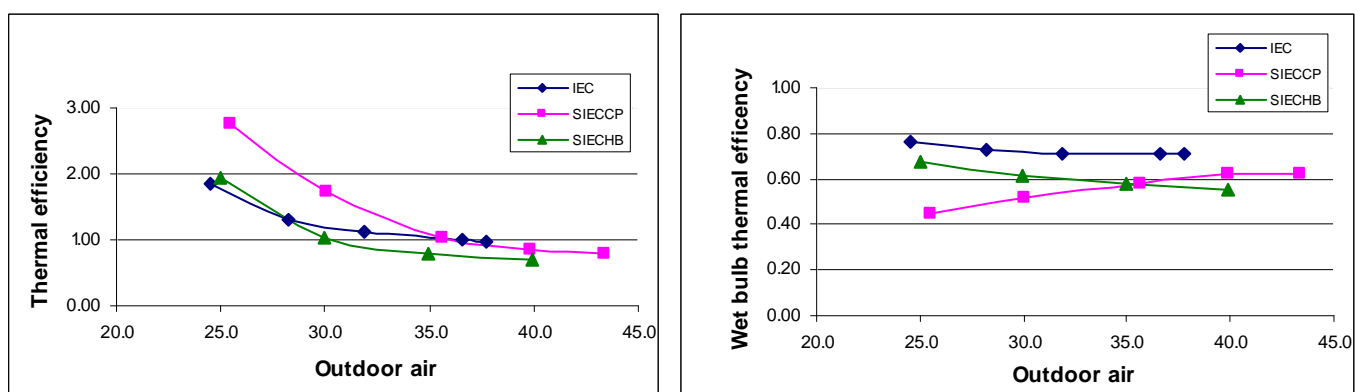 Thermal efficiency
3.00
2.00
1.00
0.00
20.0 25.0 30.0 35.0 40.0 45.0
Outdoor air
IEC
SIECCP
SIECHB
Wet bulb thermal efficency
1.00
0.80
0.60
0.40
0.20
0.00
20.0 25.0 30.0 35.0 40.0 45.0
Outdoor air
IEC
SIECCP
SIECHB